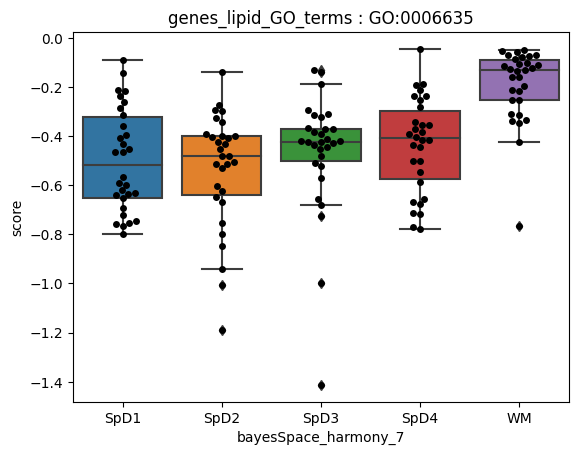 genes_lipid_GO_terms : GO:0006635
score
0.0
−0.2
−0.4
−0.6
−0.8
−1.0
−1.2
−1.4
SpD1 SpD2 SpD3 SpD4 WM
bayesSpace_harmony_7